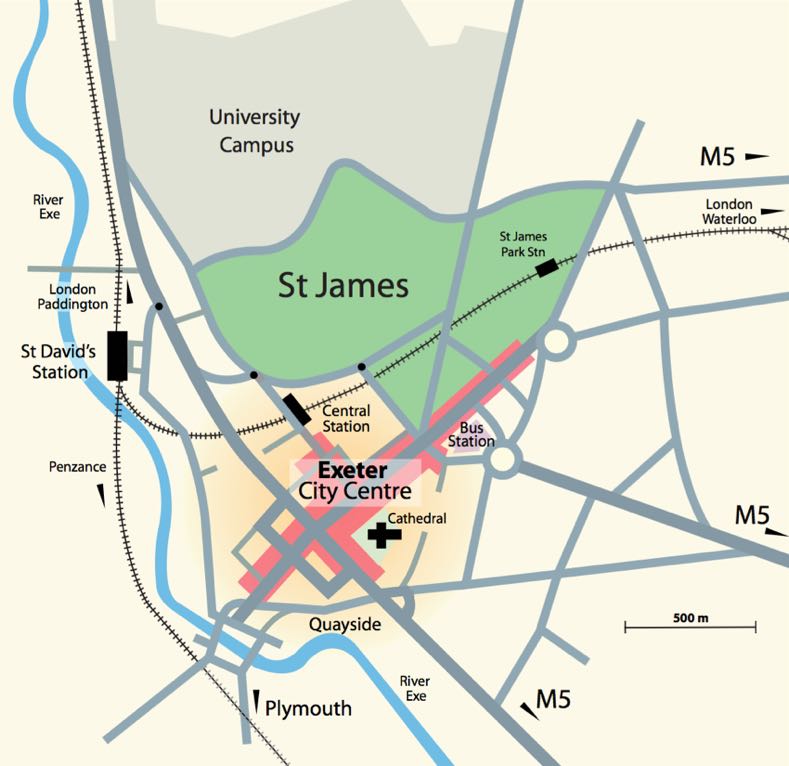 University
Campus
M5
River
Exe
London
Waterloo
St James
Park Stn
St James
London
Paddington
St David's
Station
Central
Station
Bus
Station
Penzance
Exeter
City Centre
Cathedral
M5
500 m
Quayside
River
Exe
M5
Plymouth